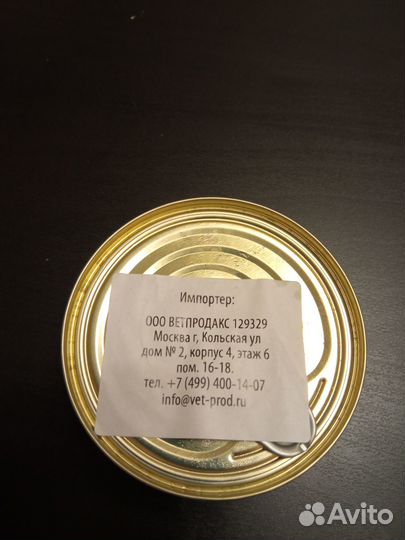 Импортер:
ООО ВЕТПРОДАКС 129329
Москва г, Кольская ул
дом № 2, корпус 4, этаж 6
пом. 16-18.
тел. +7 (499) 400-14-07
info@vet-prod.ru
Avito